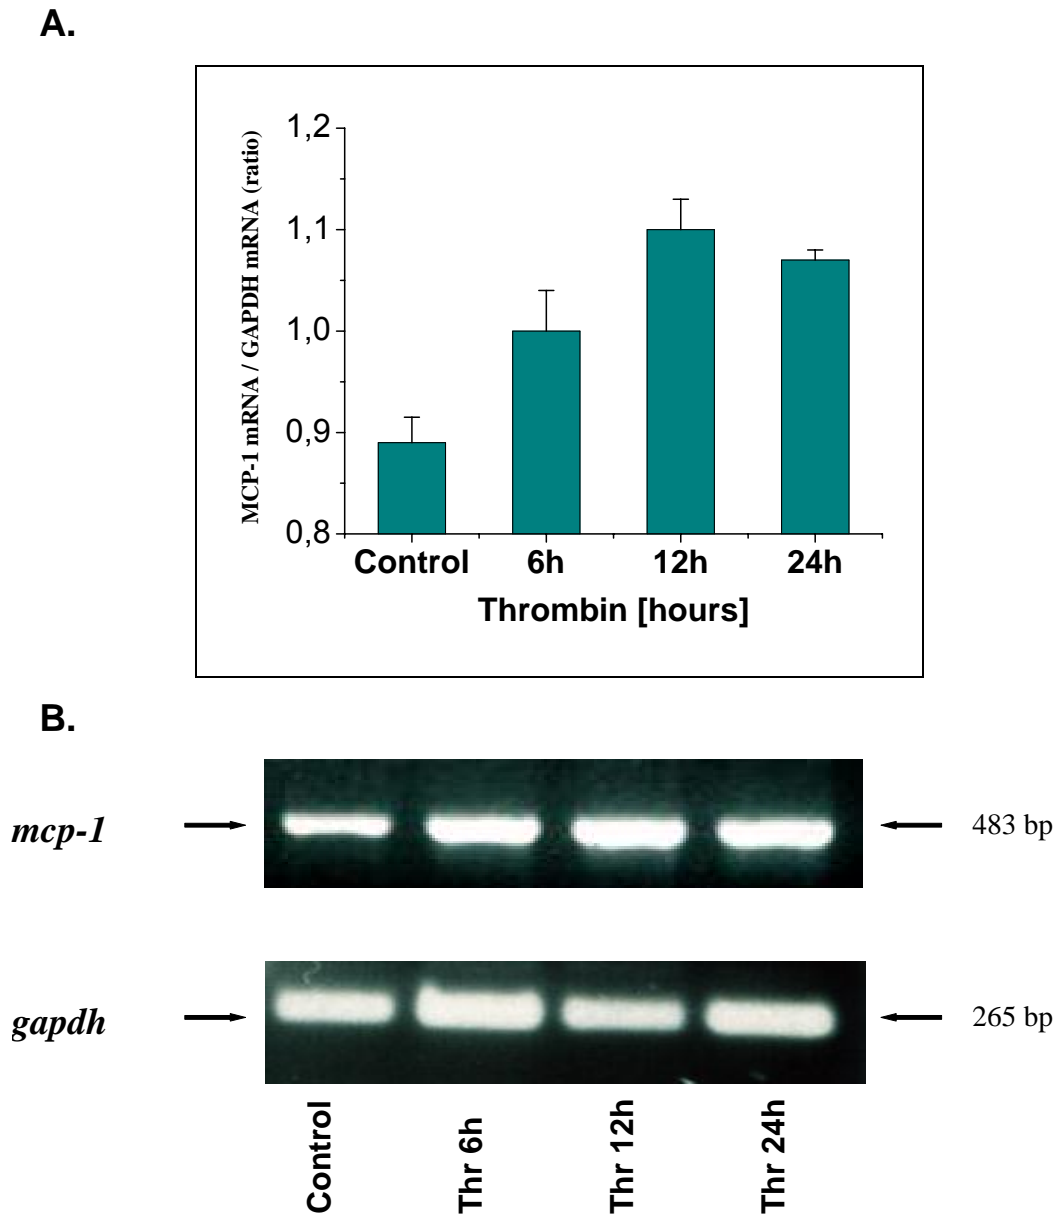 A.
MCP-1 mRNA / GAPDH mRNA (ratio)
1,2
1,1
1,0
0,9
0,8
Control 6h 12h 24h
Thrombin [hours]
B.
mcp-1 483 bp
gapdh 265 bp
Control Thr 6h Thr 12h Thr 24h